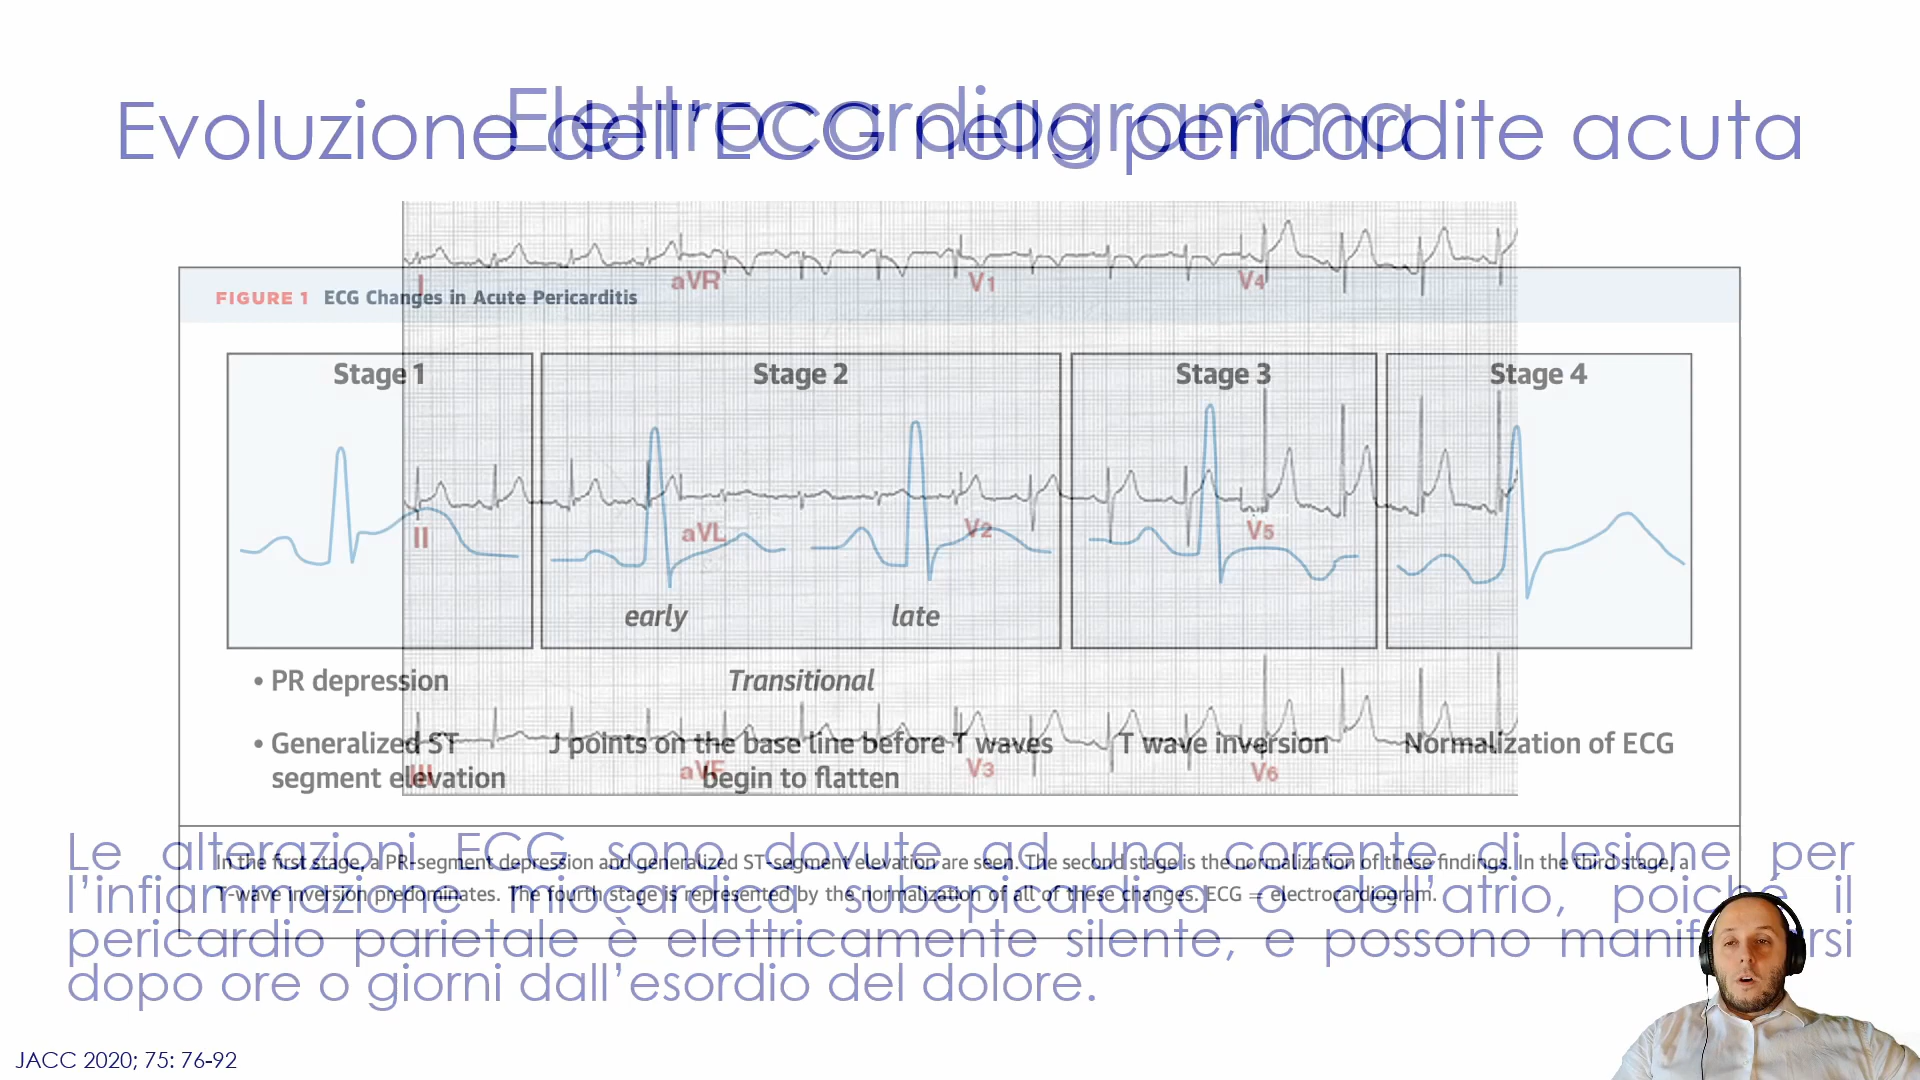 Elettrocardiogramma
Evoluzione dell’ECG nella pericardite acuta
I
aVR
V1
V4
FIGURE 1 ECG Changes in Acute Pericarditis
Stage 1
Stage 2
Stage 3
Stage 4
II
aVL
V2
V5
early
late
• PR depression
Transitional
• Generalized ST
segment elevation
J points on the base line before T waves
begin to flatten
T wave inversion
Normalization of ECG
III
aVF
V3
V6
In the first stage, a PR-segment depression and generalized ST-segment elevation are seen. The second stage is the normalization of these findings. In the third stage, a
T-wave inversion predominates. The fourth stage is represented by the normalization of all of these changes. ECG = electrocardiogram.
Le alterazioni ECG sono dovute ad una corrente di lesione per
l’infiammazione miocardica subepicardica o dell’atrio, poiché il
pericardio parietale è elettricamente silente, e possono
dopo ore o giorni dall’esordio del dolore.
JACC 2020; 75: 76-92